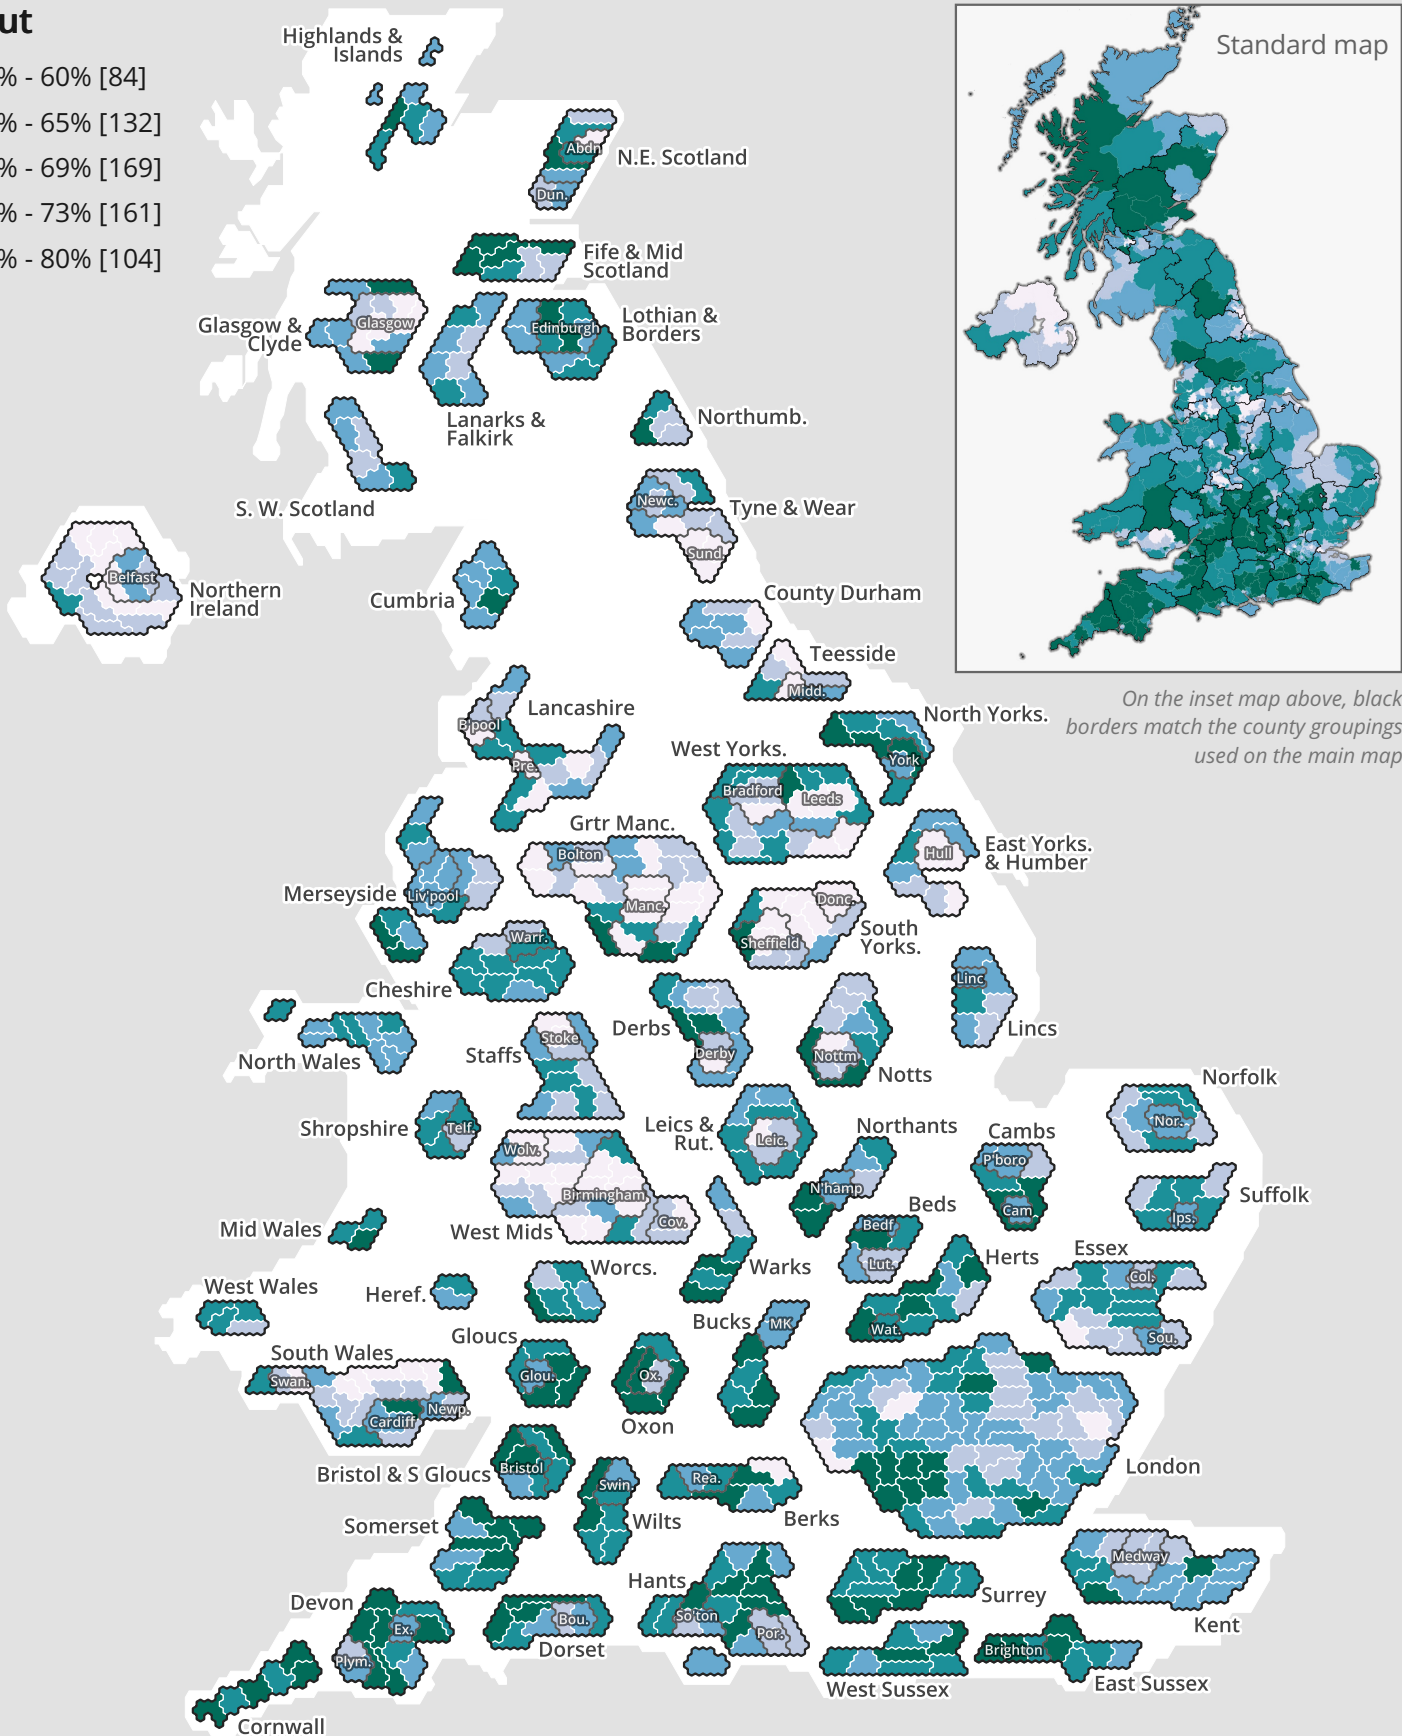 ut
% - 60% [84]
% - 65% [132]
% - 69% [169]
% - 73% [161]
% - 80% [104]
Standard map
On the inset map above, black
borders match the county groupings
used on the main map
Highlands &
Islands
Abdn
N.E. Scotland
Dun.
Fife & Mid
Scotland
Glasgow &
Clyde
Glasgow
Edinburgh
Lothian &
Borders
Lanarks &
Falkirk
Northumb.
S. W. Scotland
Newc.
Tyne & Wear
Sund.
Belfast
Northern
Ireland
Cumbria
County Durham
Teesside
Midd.
Lancashire
B'pool
Pre.
North Yorks.
York
West Yorks.
Bradford
Leeds
Grtr Manc.
Bolton
Manc.
East Yorks.
& Humber
Hull
Merseyside
Liv'pool
Donc.
Sheffield
South
Yorks.
Warr.
Cheshire
Linc
Lincs
North Wales
Derbs
Derby
Nottm
Notts
Stoke
Staffs
Norfolk
Nor.
Shropshire
Telf.
Leics &
Rut.
Leic.
Northants
N'hamp
Cambs
P'boro
Cam.
Suffolk
Ips.
Wolv.
Birmingham
Cov.
West Mids
Mid Wales
Warks
Beds
Bedf
Lut.
Herts
Wat.
Essex
Col.
Sou.
West Wales
Heref.
Worcs.
Bucks
MK
Gloucs
Glou.
Ox.
Oxon
South Wales
Swan.
Newp.
Cardiff
London
Bristol & S Gloucs
Bristol
Swin
Wilts
Rea.
Berks
Somerset
Medway
Kent
Hants
So'ton
Por.
Surrey
Devon
Ex.
Plym.
Bou.
Dorset
Brighton
West Sussex
East Sussex
Cornwall